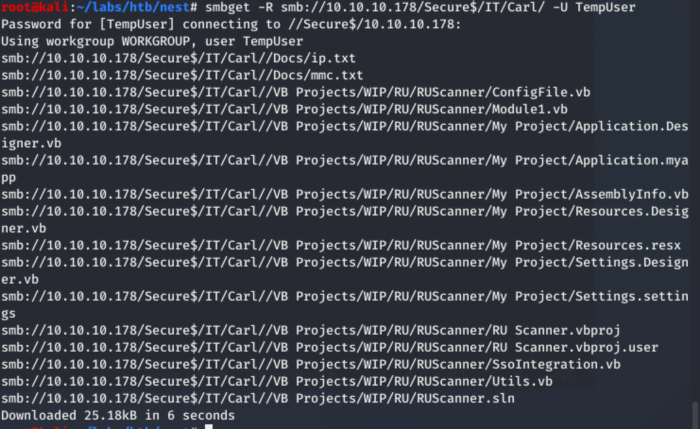 root@kali:~/labs/htb/nest# smbget -R smb://10.10.10.178/Secure$/IT/Carl/ -U TempUser
Password for [TempUser] connecting to //Secure$/10.10.10.178:
Using workgroup WORKGROUP, user TempUser
smb://10.10.10.178/Secure$/IT/Carl//Docs/ip.txt
smb://10.10.10.178/Secure$/IT/Carl//Docs/mmc.txt
smb://10.10.10.178/Secure$/IT/Carl//VB Projects/WIP/RU/RUScanner/ConfigFile.vb
smb://10.10.10.178/Secure$/IT/Carl//VB Projects/WIP/RU/RUScanner/Module1.vb
smb://10.10.10.178/Secure$/IT/Carl//VB Projects/WIP/RU/RUScanner/My Project/Application.Des
igner.vb
smb://10.10.10.178/Secure$/IT/Carl//VB Projects/WIP/RU/RUScanner/My Project/Application.mya
pp
smb://10.10.10.178/Secure$/IT/Carl//VB Projects/WIP/RU/RUScanner/My Project/AssemblyInfo.vb
smb://10.10.10.178/Secure$/IT/Carl//VB Projects/WIP/RU/RUScanner/My Project/Resources.Desig
ner.vb
smb://10.10.10.178/Secure$/IT/Carl//VB Projects/WIP/RU/RUScanner/My Project/Resources.resx
smb://10.10.10.178/Secure$/IT/Carl//VB Projects/WIP/RU/RUScanner/My Project/Settings.Design
er.vb
smb://10.10.10.178/Secure$/IT/Carl//VB Projects/WIP/RU/RUScanner/My Project/Settings.settin
gs
smb://10.10.10.178/Secure$/IT/Carl//VB Projects/WIP/RU/RUScanner/RU Scanner.vbproj
smb://10.10.10.178/Secure$/IT/Carl//VB Projects/WIP/RU/RUScanner/RU Scanner.vbproj.user
smb://10.10.10.178/Secure$/IT/Carl//VB Projects/WIP/RU/RUScanner/SsoIntegration.vb
smb://10.10.10.178/Secure$/IT/Carl//VB Projects/WIP/RU/RUScanner/Utils.vb
smb://10.10.10.178/Secure$/IT/Carl//VB Projects/WIP/RU/RUScanner.sln
Downloaded 25.18kB in 6 seconds